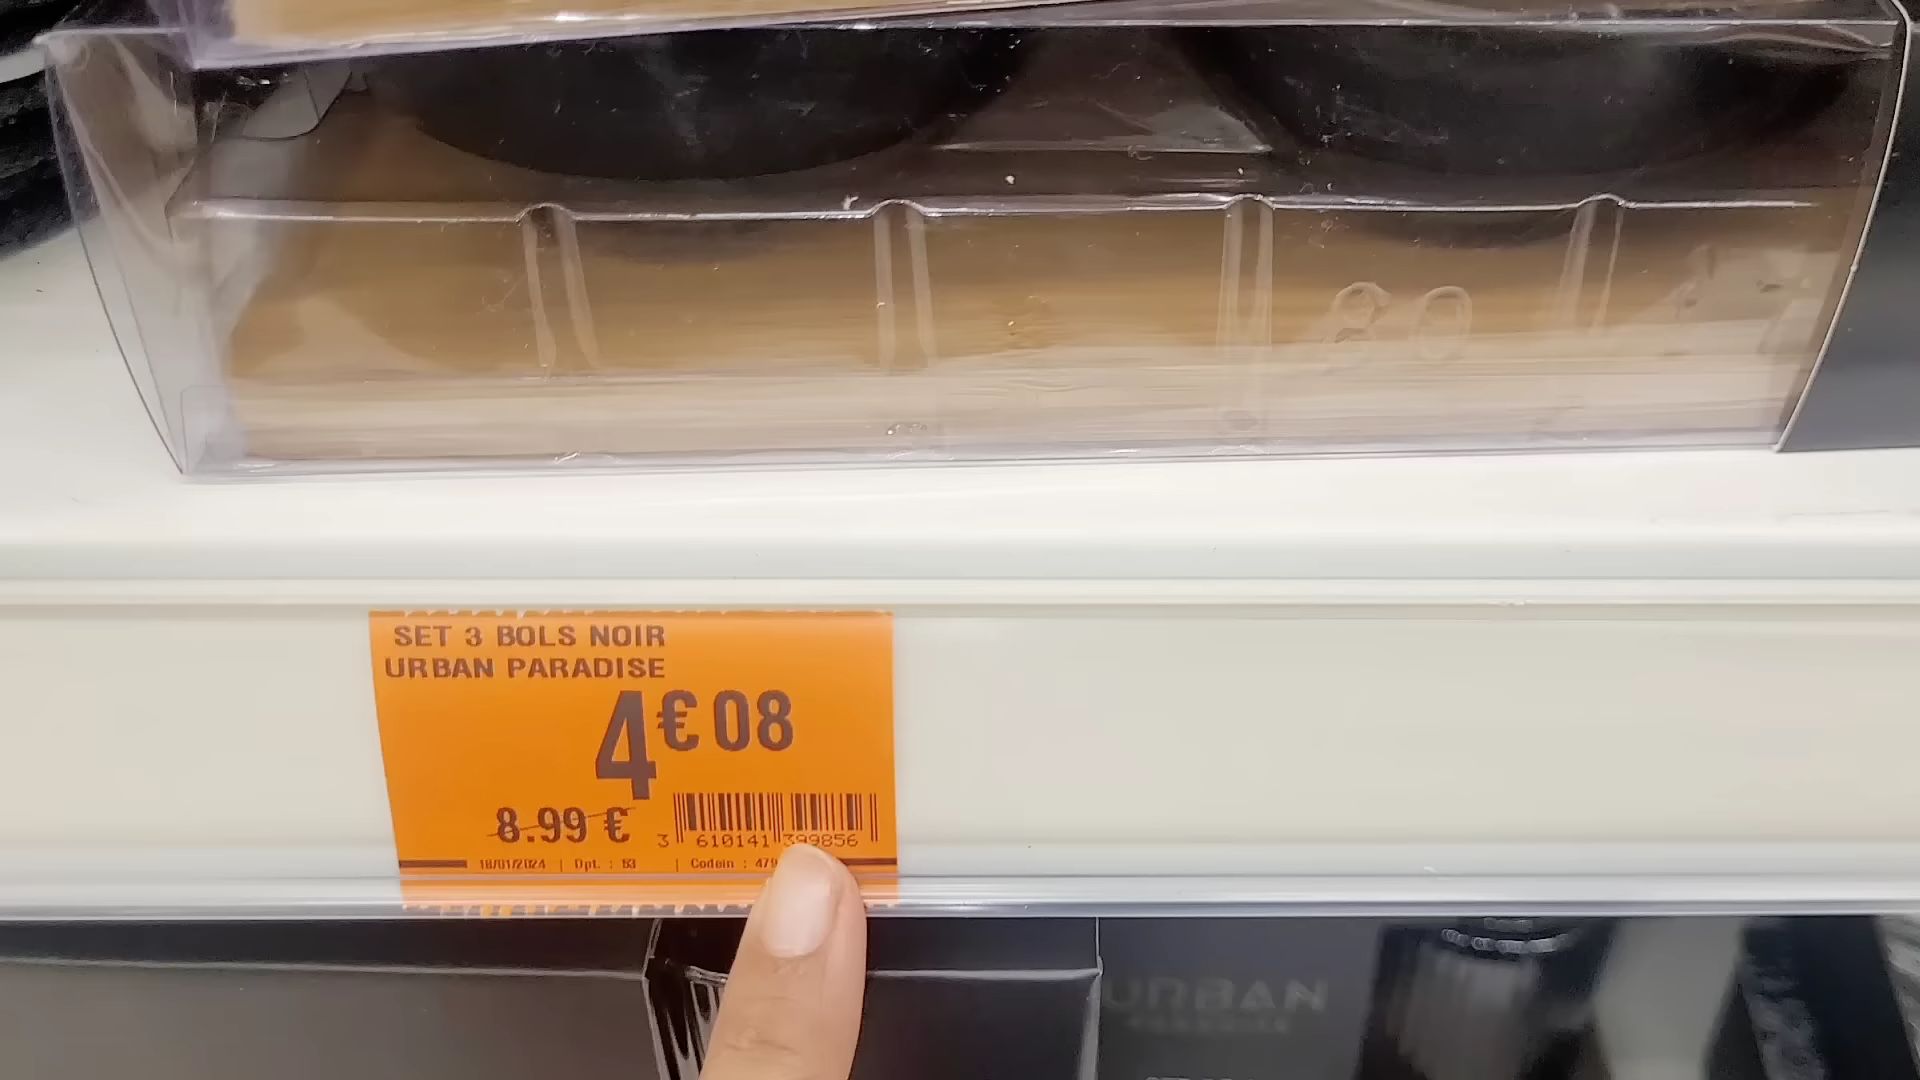 SET 3 BOLS NOIR
URBAN PARADISE
4€08
8.99 €
3 610141 399856
18/01/2024 | Dpt. : 53 | Codein : 479
URBAN